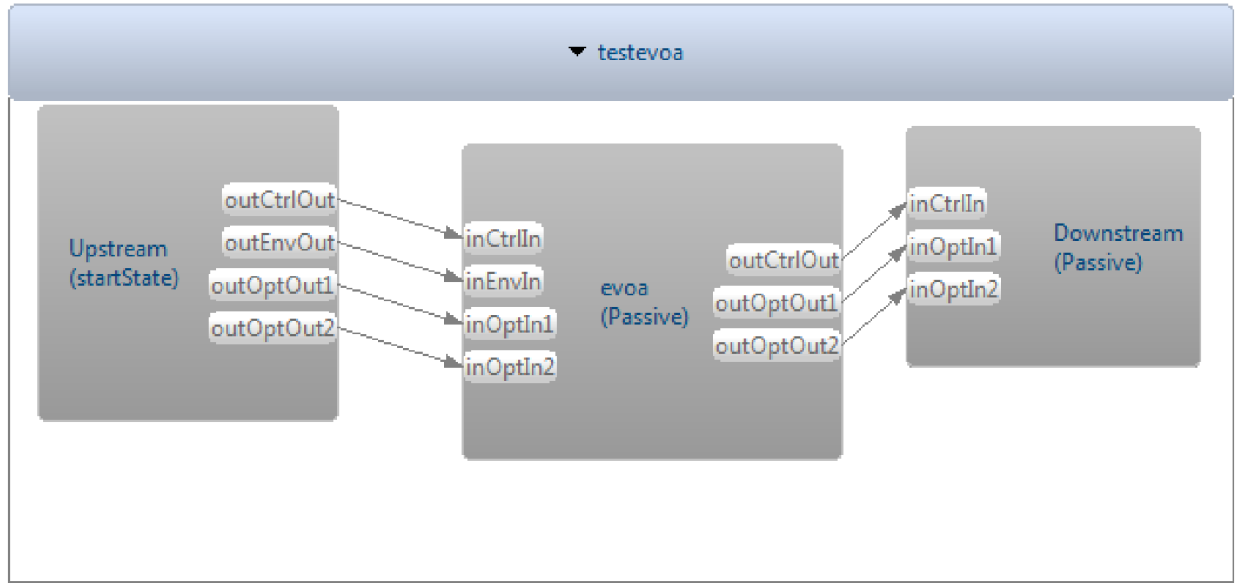 testevoa
Upstream
(startState)
outCtrlOut
outEnvOut
outOptOut1
outOptOut2
inCtrlIn
inEnvIn
inOptIn1
inOptIn2
evoa
(Passive)
outCtrlOut
outOptOut1
outOptOut2
inCtrlIn
inOptIn1
inOptIn2
Downstream
(Passive)